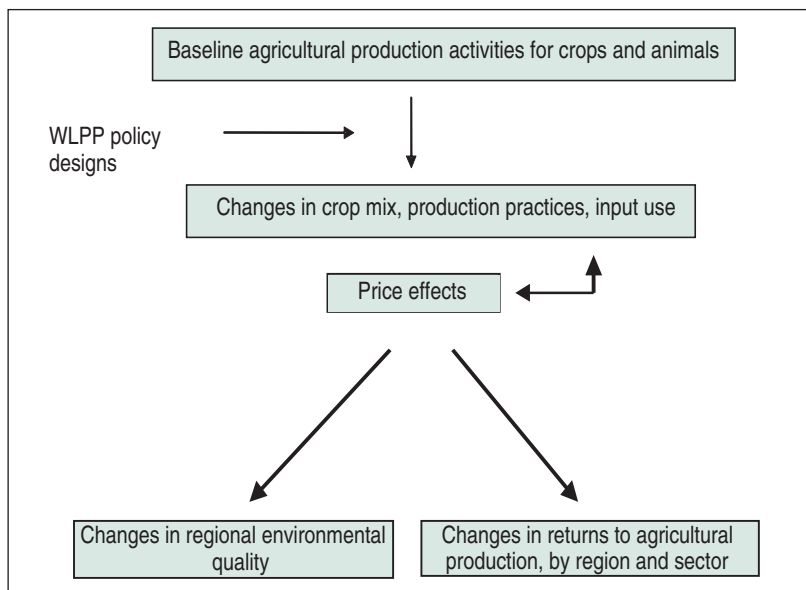 Baseline agricultural production activities for crops and animals
WLPP policy
designs
Changes in crop mix, production practices, input use
Price effects
Changes in regional environmental
quality
Changes in returns to agricultural
production, by region and sector